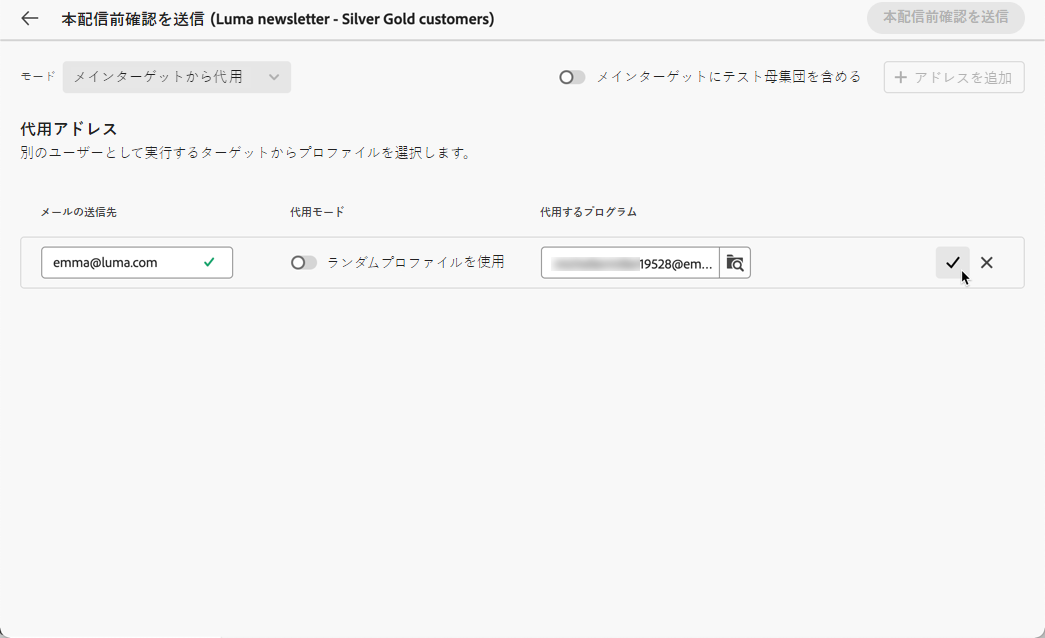 本配信前確認を送信 (Luma newsletter - Silver Gold customers)
本配信前確認を送信
モード メインターゲットから代用
メインターゲットにテスト母集団を含める
アドレスを追加
代用アドレス
別のユーザーとして実行するターゲットからプロファイルを選択します。
メールの送信先 代用モード 代用するプログラム
emma@luma.com ランダムプロファイルを使用 19528@em...